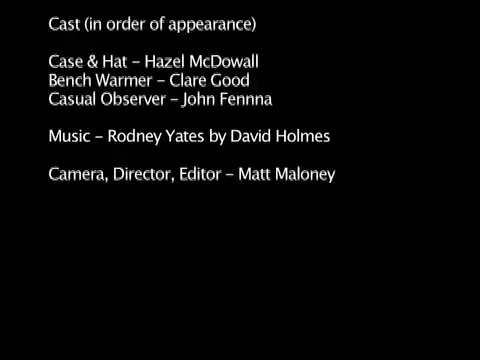 Cast (in order of appearance)
Case & Hat – Hazel McDowall
Bench Warmer – Clare Good
Casual Observer – John Fennna
Music – Rodney Yates by David Holmes
Camera, Director, Editor – Matt Maloney